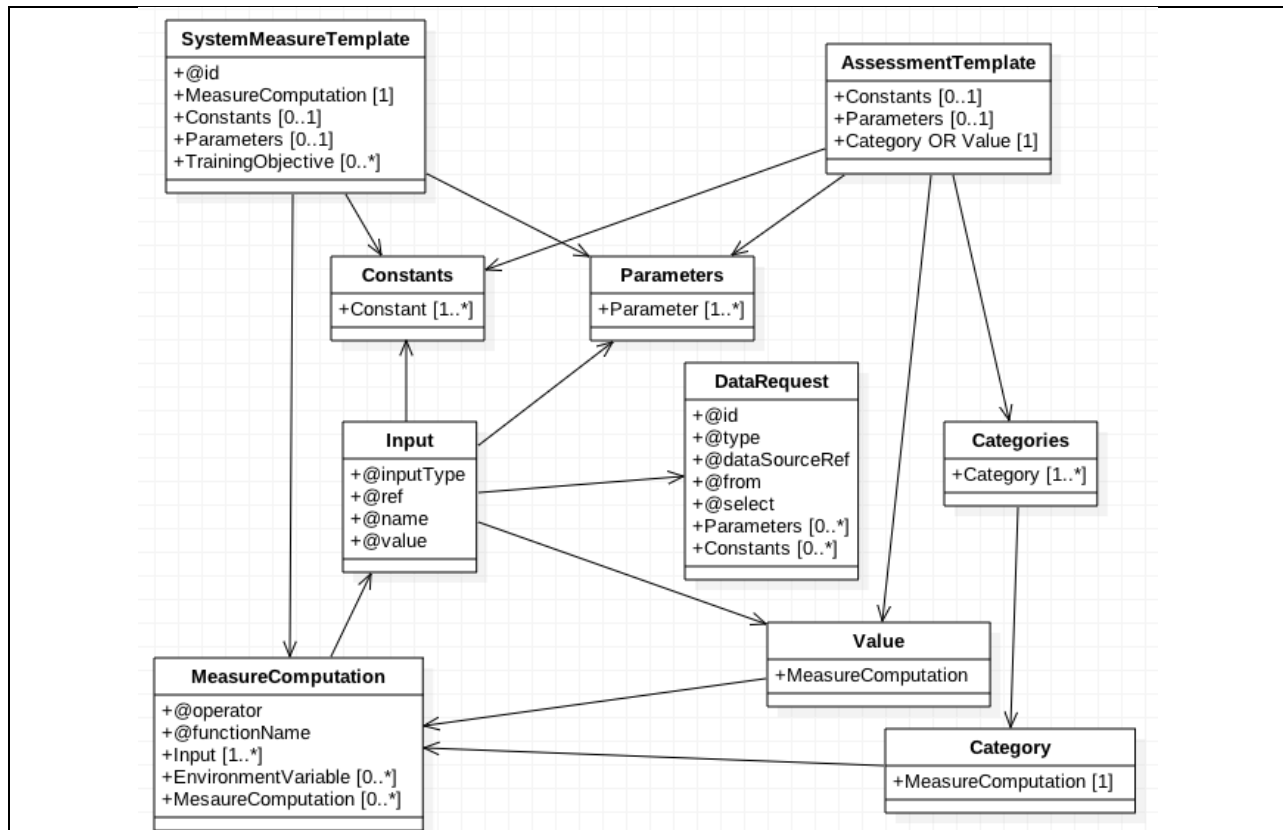 SystemMeasureTemplate
+@id
+MeasureComputation [1]
+Constants [0..1]
+Parameters [0..1]
+TrainingObjective [0..*]
AssessmentTemplate
+Constants [0..1]
+Parameters [0..1]
+Category OR Value [1]
Constants
+Constant [1..*]
Parameters
+Parameter [1..*]
DataRequest
+@id
+@type
+@dataSourceRef
+@from
+@select
+Parameters [0..*]
+Constants [0..*]
Input
+@inputType
+@ref
+@name
+@value
Categories
+Category [1..*]
Value
+MeasureComputation
MeasureComputation
+@operator
+@functionName
+Input [1..*]
+EnvironmentVariable [0..*]
+MesaureComputation [0..*]
Category
+MeasureComputation [1]